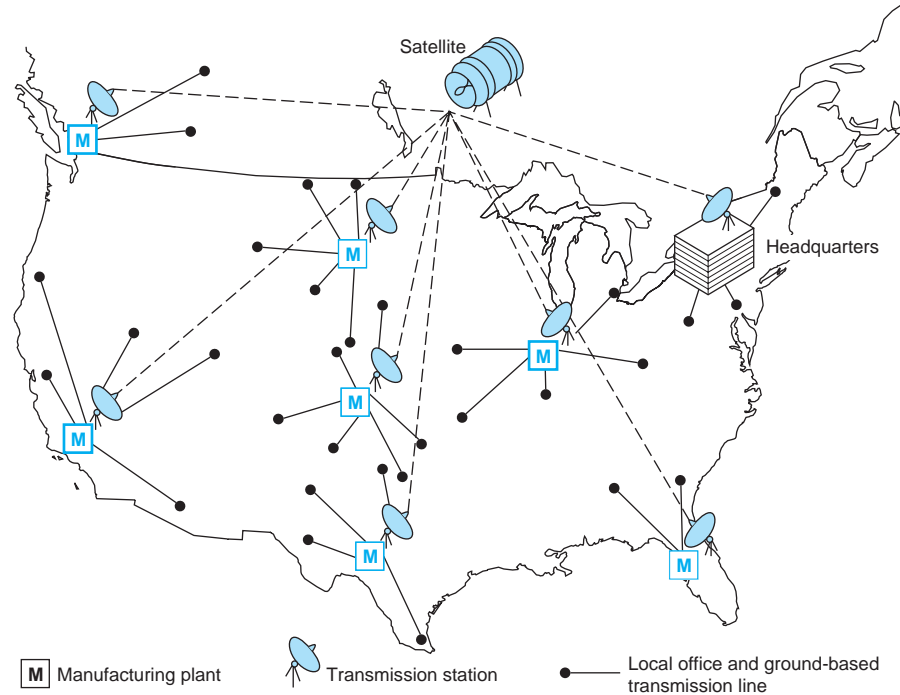 Satellite
M
M
Headquarters
M
M
M
M
M
M Manufacturing plant
Transmission station
Local office and ground-based
transmission line